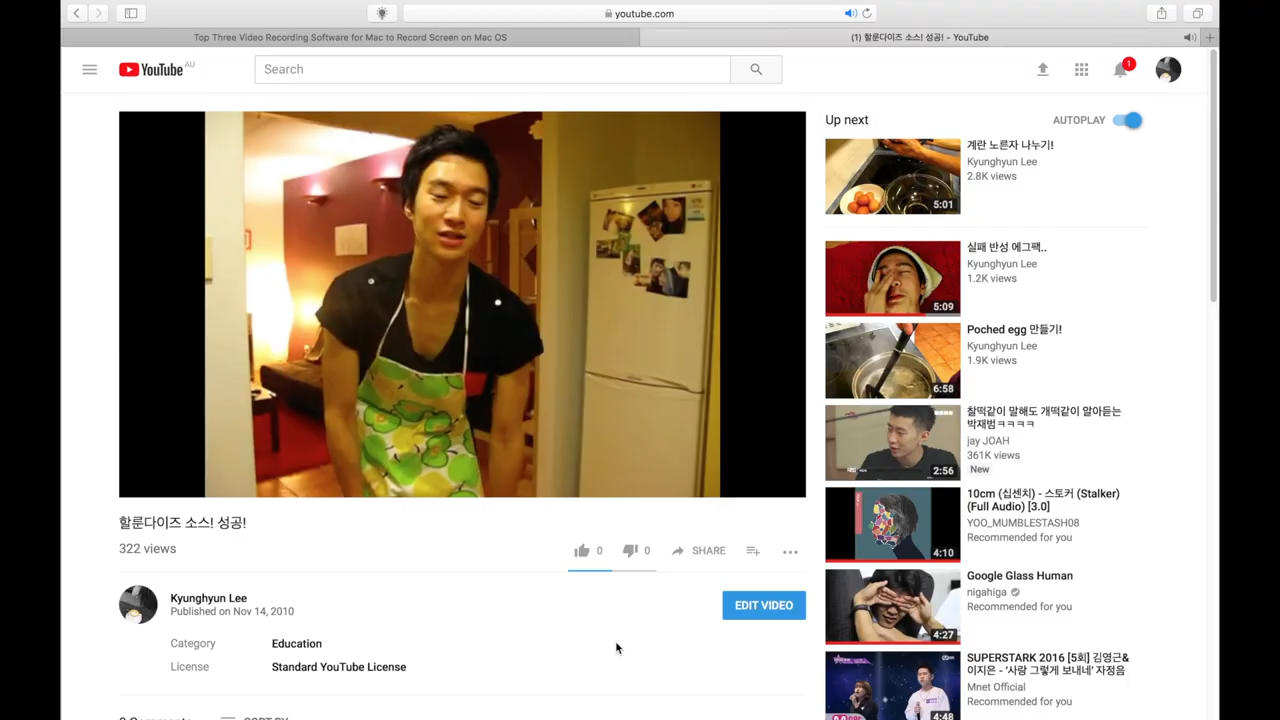 youtube.com
Top Three Video Recording Software for Mac to Record Screen on Mac OS
(1) 할룬다이즈 소스! 성공! - YouTube
YouTube AU
Search
1
Up next
AUTOPLAY
계란 노른자 나누기!
Kyunghyun Lee
2.8K views
5:01
실패 반성 에그팩..
Kyunghyun Lee
1.2K views
5:09
Poched egg 만들기!
Kyunghyun Lee
1.9K views
6:58
찰떡같이 말해도 개떡같이 알아듣는
박재범ㅋㅋㅋㅋ
jay JOAH
361K views
New
2:56
10cm (십센치) - 스토커 (Stalker)
(Full Audio) [3.0]
YOO_MUMBLESTASH08
Recommended for you
4:10
Google Glass Human
nigahiga
Recommended for you
4:27
SUPERSTARK 2016 [5회] 김영근&
이지은 - '사랑 그렇게 보내네' 자정음
Mnet Official
Recommended for you
4:48
할룬다이즈 소스! 성공!
322 views
0
0
SHARE
Kyunghyun Lee
Published on Nov 14, 2010
EDIT VIDEO
Category
Education
License
Standard YouTube License